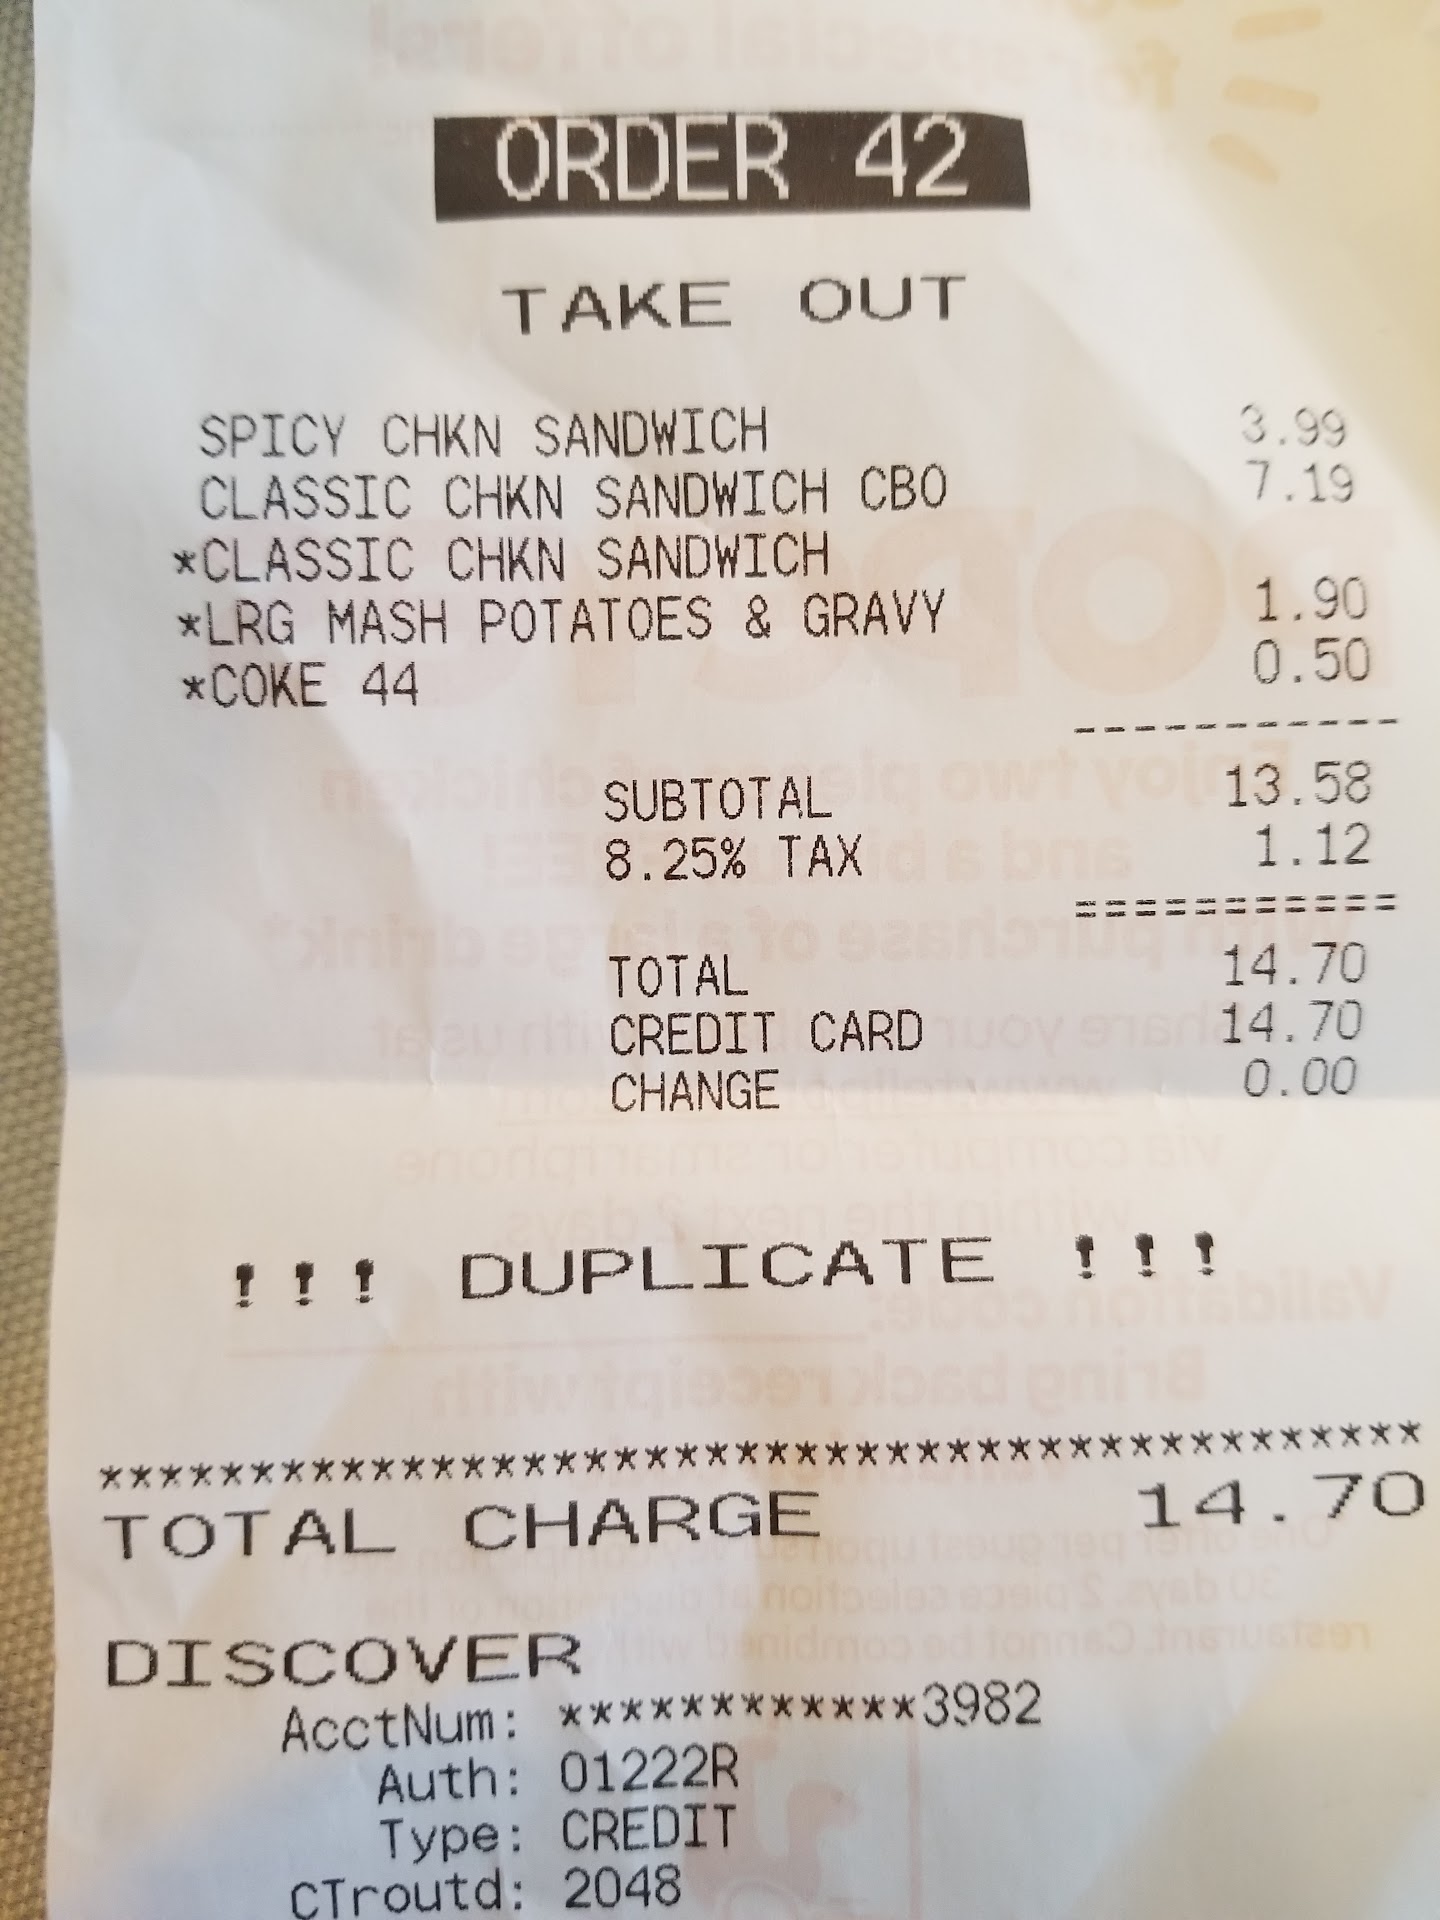 ORDER 42
TAKE OUT
SPICY CHKN SANDWICH 3.99
CLASSIC CHKN SANDWICH CBO 7.19
*CLASSIC CHKN SANDWICH
*LRG MASH POTATOES & GRAVY 1.90
*COKE 44 0.50
-----------
SUBTOTAL 13.58
8.25% TAX 1.12
===========
TOTAL 14.70
CREDIT CARD 14.70
CHANGE 0.00
!!! DUPLICATE !!!
********************************************
TOTAL CHARGE 14.70
DISCOVER
AcctNum: ************3982
Auth: 01222R
Type: CREDIT
CTroutd: 2048